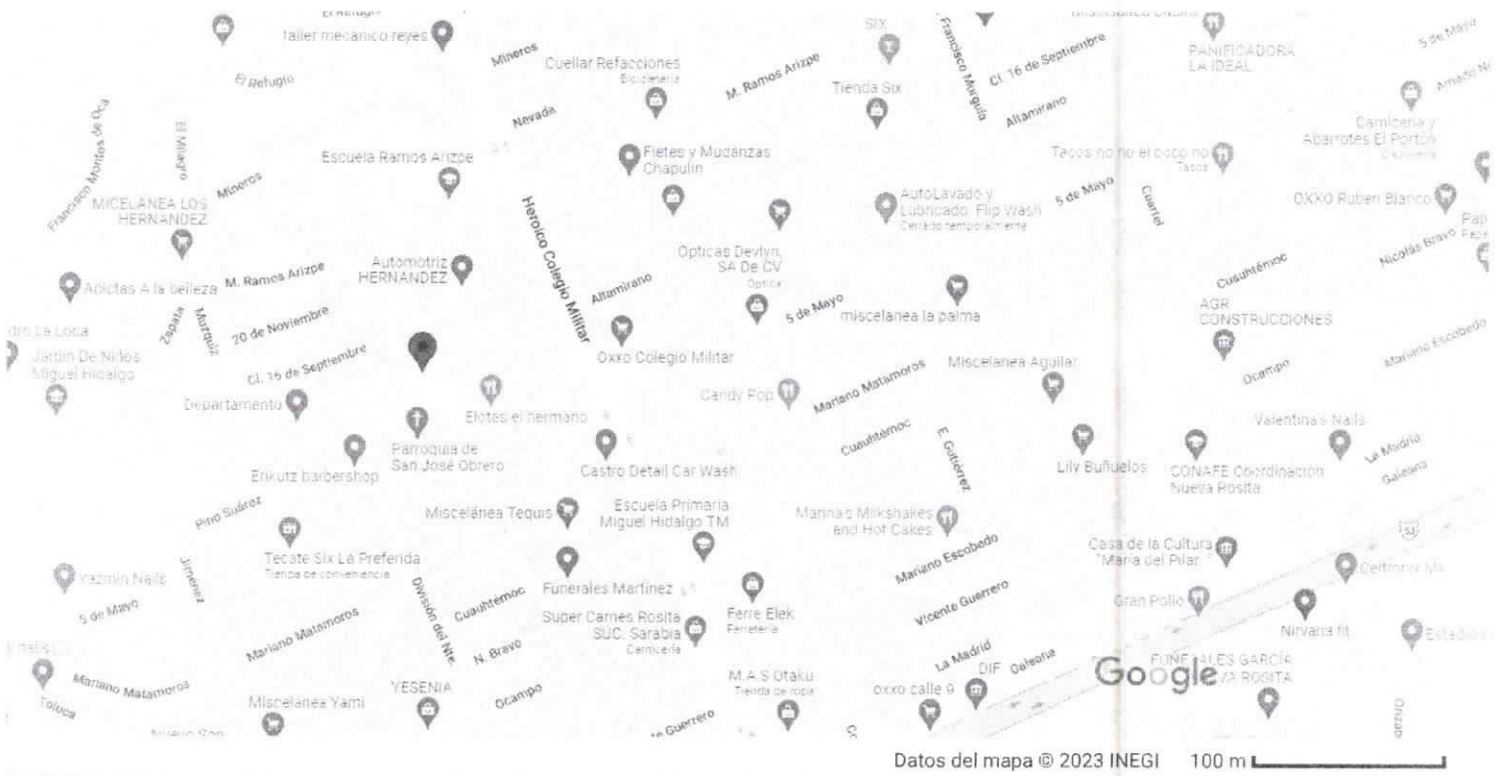 El Refugio
taller mecanico reyes
El Refugio
Mineros
Cuellar Refacciones
Bicicletería
M. Ramos Arizpe
SIX
Tienda Six
Francisco Murguía
Cl. 16 de Septiembre
Altamirano
PANIFICADORA
LA IDEAL
5 de Mayo
Carnicería y
Abarrotes El Portón
Carnicería
Francisco Montes de Oca
El Milagro
Mineros
Nevada
Escuela Ramos Arizpe
Fletes y Mudanzas
Chapulin
Tacos no no el coco no
Tacos
AutoLavado y
Lubricado. Flip Wash
Cerrado temporalmente
5 de Mayo
Cuartel
OXXO Ruben Blanco
MICELANEA LOS
HERNANDEZ
Heroico Colegio Militar
Automotriz
HERNANDEZ
Opticas Devlyn,
SA De CV
Óptica
Nicolás Bravo
Cuauhtémoc
Adictas A la belleza
M. Ramos Arizpe
Zapata
Muzquiz
20 de Noviembre
Altamirano
5 de Mayo
miscelanea la palma
AGR
CONSTRUCCIONES
Mariano Escobedo
Jardín De Niños
Miguel Hidalgo
Cl. 16 de Septiembre
Oxxo Colegio Militar
Miscelanea Aguilar
Ocampo
Departamento
Elotes el hermano
Candy Pop
Mariano Matamoros
Valentina's Nails
Erikutz barbershop
Parroquia de
San José Obrero
Castro Detail Car Wash
Cuauhtémoc
E. Gutiérrez
Lily Buñuelos
CONAFE Coordinación
Nueva Rosita
La Madrid
Galeana
Pino Suárez
Miscelánea Tequis
Escuela Primaria
Miguel Hidalgo TM
Marina's Milkshakes
and Hot Cakes
53
Tecate Six La Preferida
Tienda de conveniencia
Yazmin Nails
Jiménez
Funerales Martínez
Mariano Escobedo
Casa de la Cultura
"María del Pilar
5 de Mayo
División del Nte.
Cuauhtémoc
Super Carnes Rosita
SUC. Sarabia
Carnicería
Ferre Elek
Ferretería
Vicente Guerrero
Gran Pollo
Nirvana fit
Mariano Matamoros
N. Bravo
La Madrid
DIF
Galeana
Google
FUNERALES GARCÍA
Mariano Matamoros
Toluca
Miscelánea Yami
YESENIA
Ocampo
M.A.S Otaku
Tienda de ropa
oxxo calle 9
Datos del mapa © 2023 INEGI
100 m